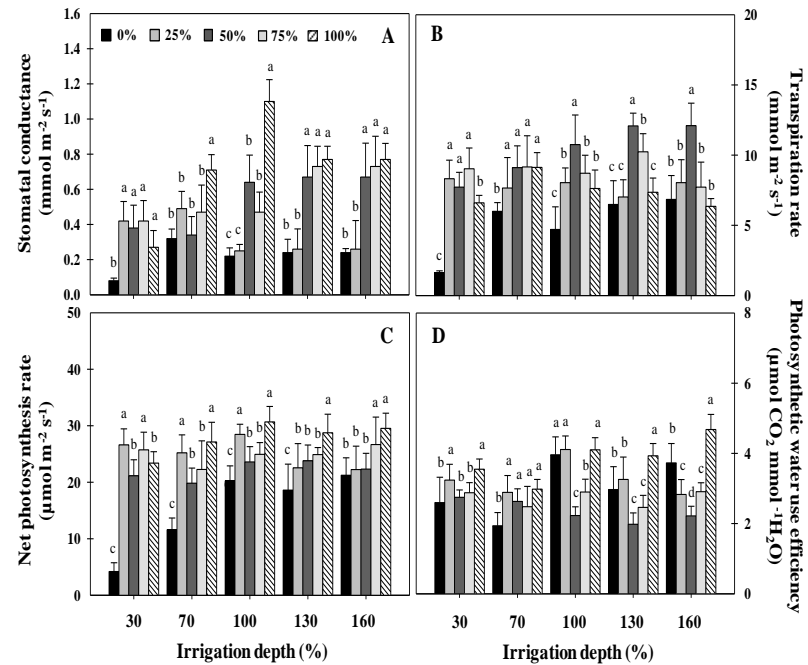 A
0% 25% 50% 75% 100%
Stomatal conductance
(mmol m-2 s-1)
1.6
1.4
1.2
1.0
0.8
0.6
0.4
0.2
0.0
b a a a a
b b b b a
c c b b a
c c a a a
b b a a a
B
Transpiration rate
(mmol m-2 s-1)
20
15
10
5
0
c a a a b
b a a a a
c b a b b
c c a b c
b b a b b
C
Net photosynthesis rate
(µmol m-2 s-1)
50
40
30
20
10
0
c a b a b
c a b b a
c a b b a
c b b b a
b b b a a
30 70 100 130 160
Irrigation depth (%)
D
Photosynthetic water use efficiency
(µmol CO2 mmol -1H2O)
8
6
4
2
0
b a b b a
b a a a a
a a c b a
b b c c a
b c d c a
30 70 100 130 160
Irrigation depth (%)